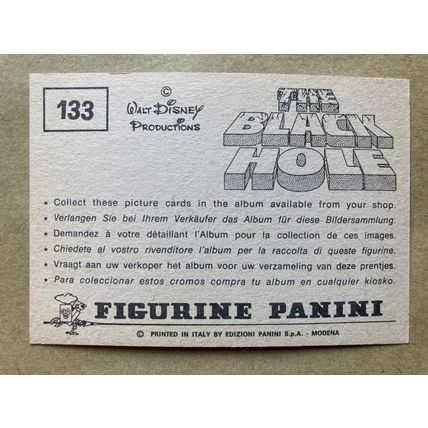 133
©
WALT DISNEY
PRODUCTIONS
THE
BLACK
HOLE
• Collect these picture cards in the album available from your shop.
• Verlangen Sie bei Ihrem Verkäufer das Album für diese Bildersammlung.
• Demandez à votre détaillant l'Album pour la collection de ces images.
• Chiedete al vostro rivenditore l'album per la raccolta di queste figurine.
• Vraagt aan uw verkoper het album voor uw verzameling van deze prentjes.
• Para coleccionar estos cromos compra tu album en cualquier kiosko.
FIGURINE PANINI
© PRINTED IN ITALY BY EDIZIONI PANINI S.p.A. - MODENA